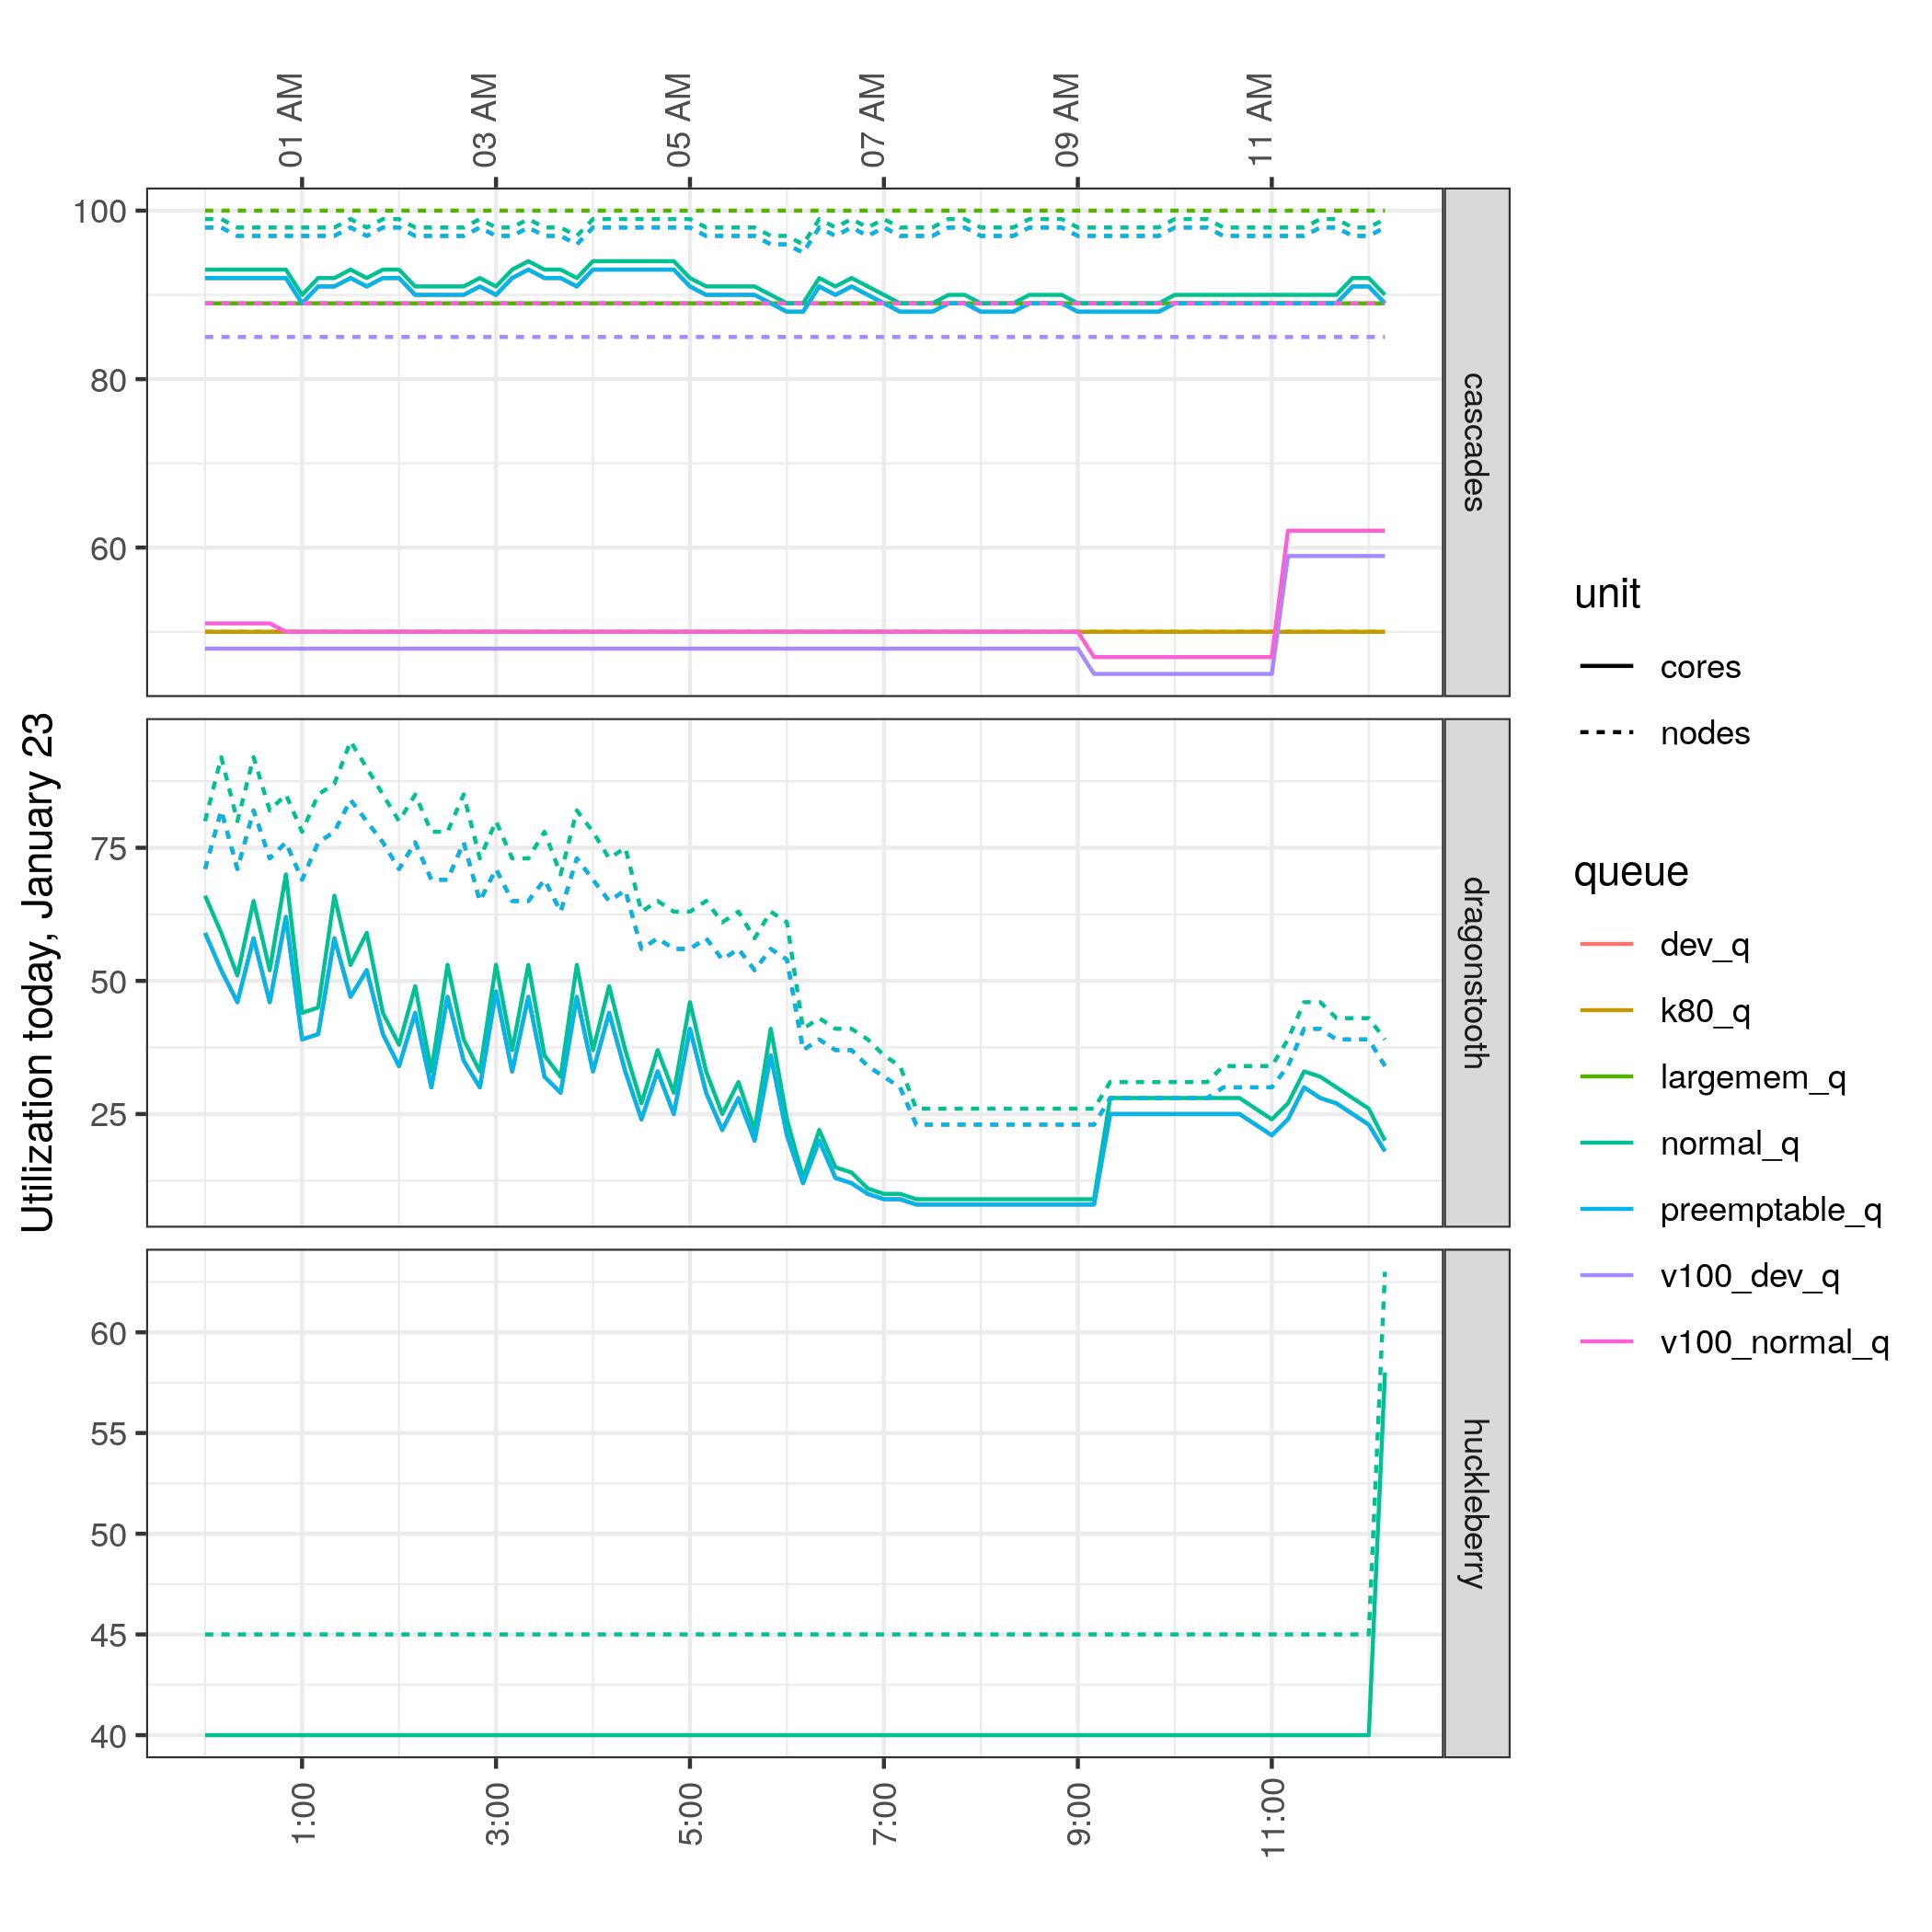 01 AM
03 AM
05 AM
07 AM
09 AM
11 AM
Utilization today, January 23
100
80
60
cascades
75
50
25
dragonstooth
60
55
50
45
40
huckleberry
1:00
3:00
5:00
7:00
9:00
11:00
unit
cores
nodes
queue
dev_q
k80_q
largemem_q
normal_q
preemptable_q
v100_dev_q
v100_normal_q